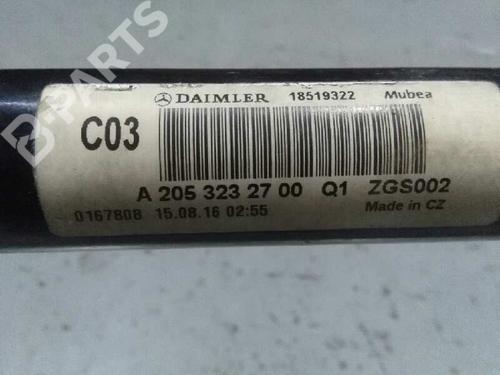 B-PARTS
DAIMLER 18519322 Mubea
C03
A 205 323 27 00 Q1 ZGS002
0167808 15.08.16 02:55 Made in CZ